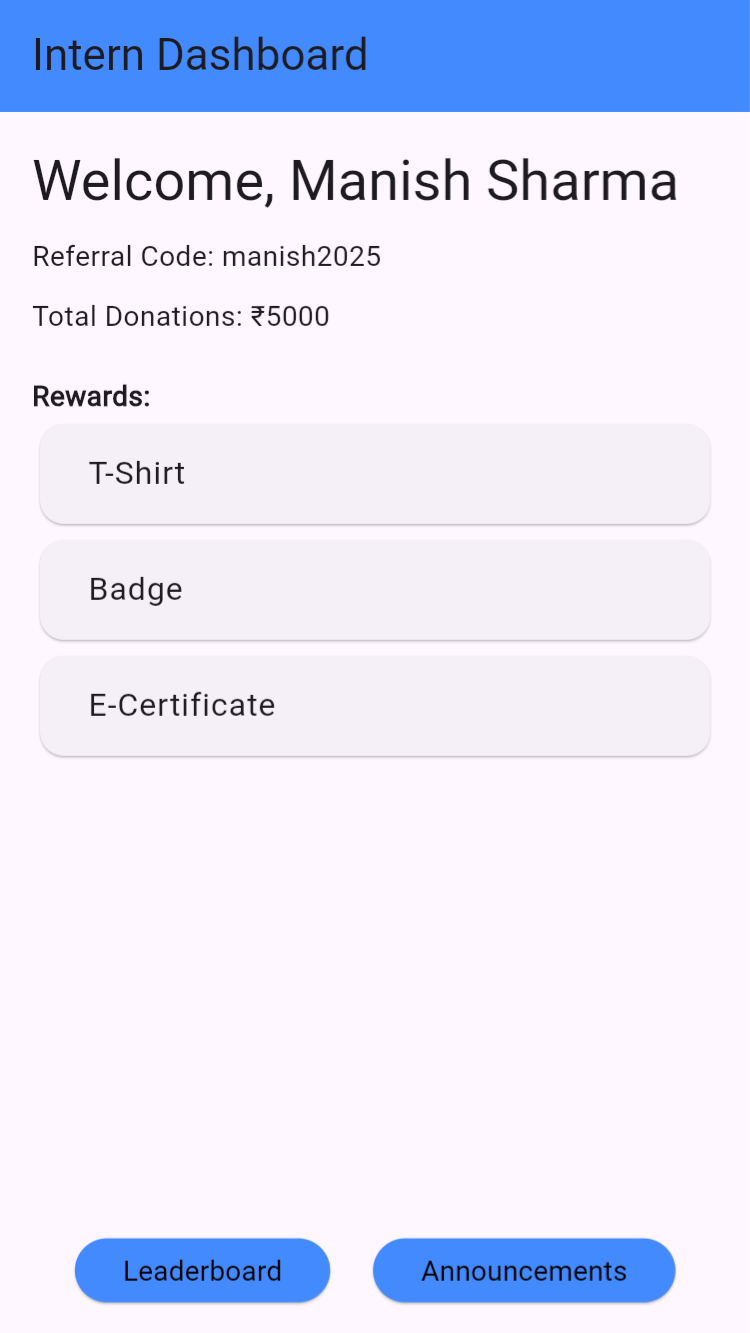 Intern Dashboard
Welcome, Manish Sharma
Referral Code: manish2025
Total Donations: ₹5000
Rewards:
T-Shirt
Badge
E-Certificate
Leaderboard
Announcements